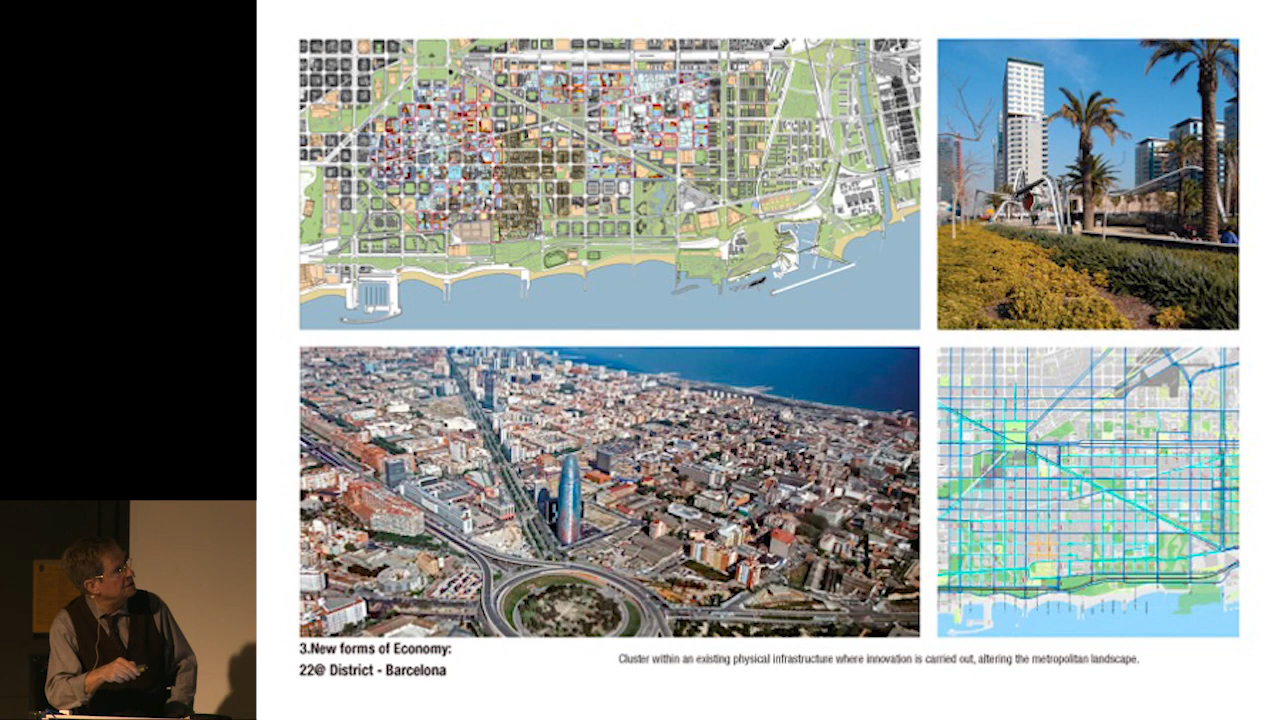 3.New forms of Economy:
22@ District - Barcelona
Cluster within an existing physical infrastructure where innovation is carried out, altering the metropolitan landscape.